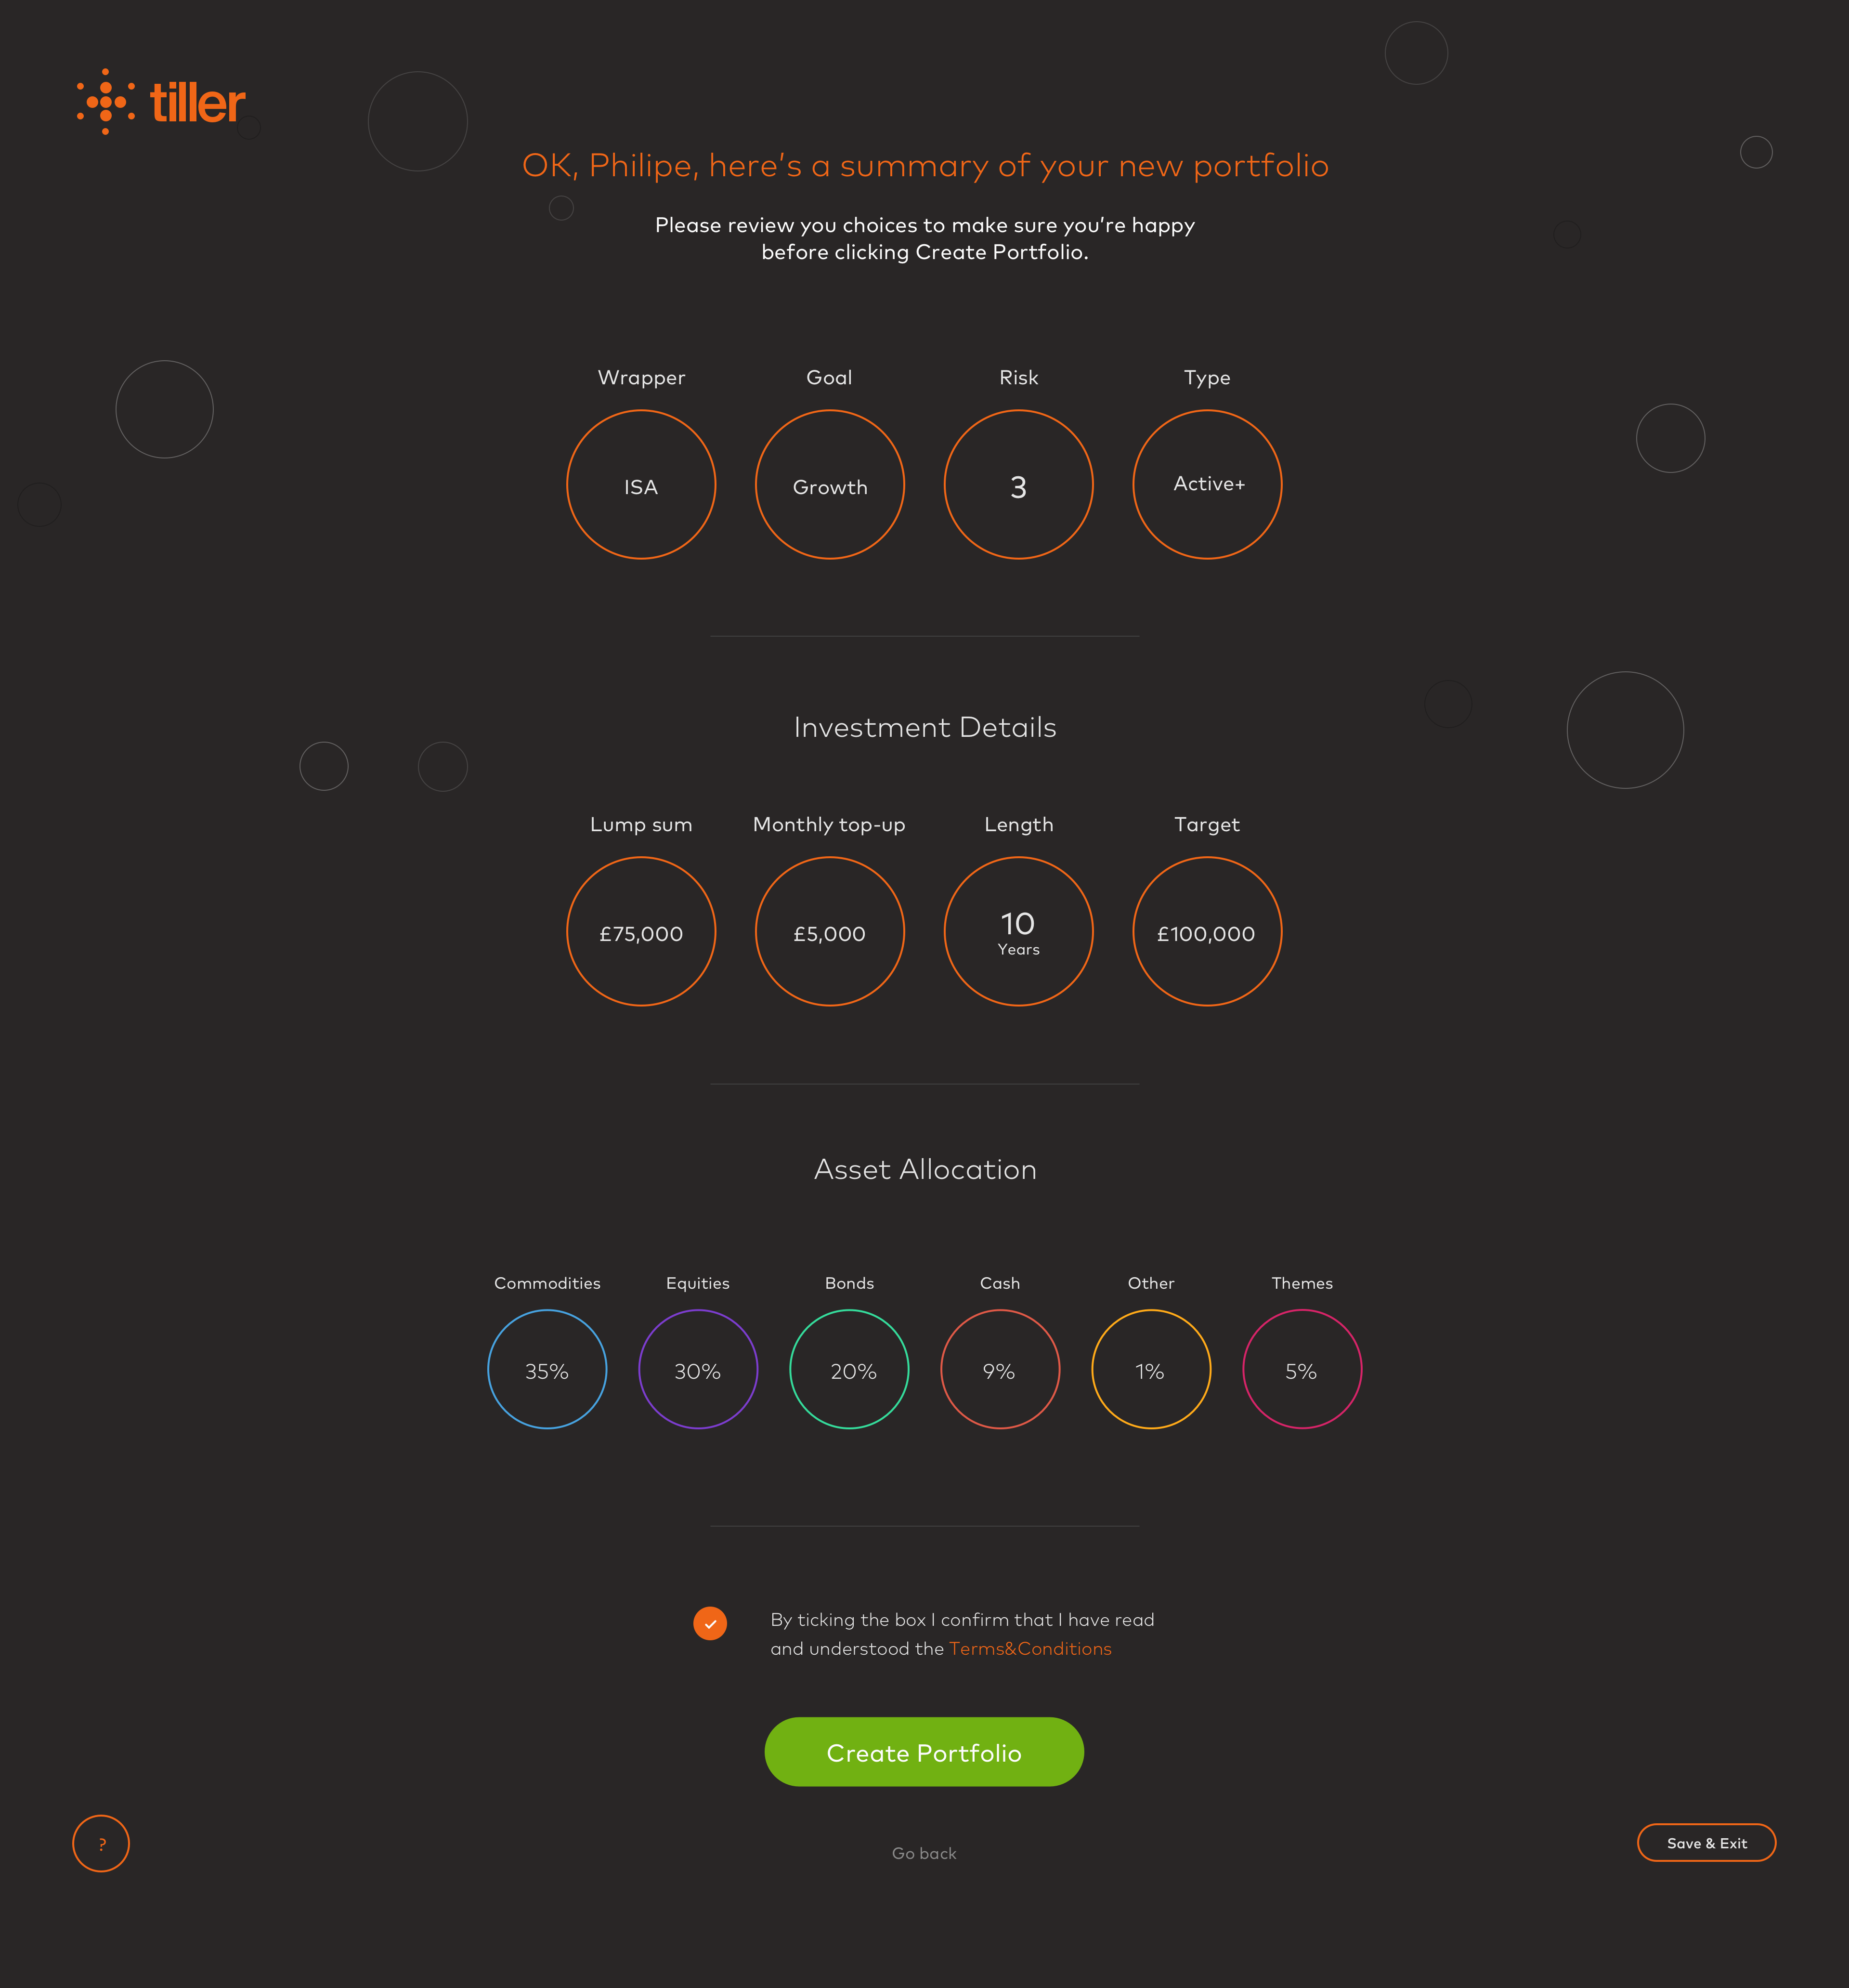 tiller
OK, Philipe, here's a summary of your new portfolio
Please review you choices to make sure you're happy
before clicking Create Portfolio.
Wrapper Goal Risk Type
ISA Growth 3 Active+
Investment Details
Lump sum Monthly top-up Length Target
£75,000 £5,000 10 £100,000
Years
Asset Allocation
Commodities Equities Bonds Cash Other Themes
35% 30% 20% 9% 1% 5%
By ticking the box I confirm that I have read
and understood the Terms&Conditions
Create Portfolio
? Go back Save & Exit